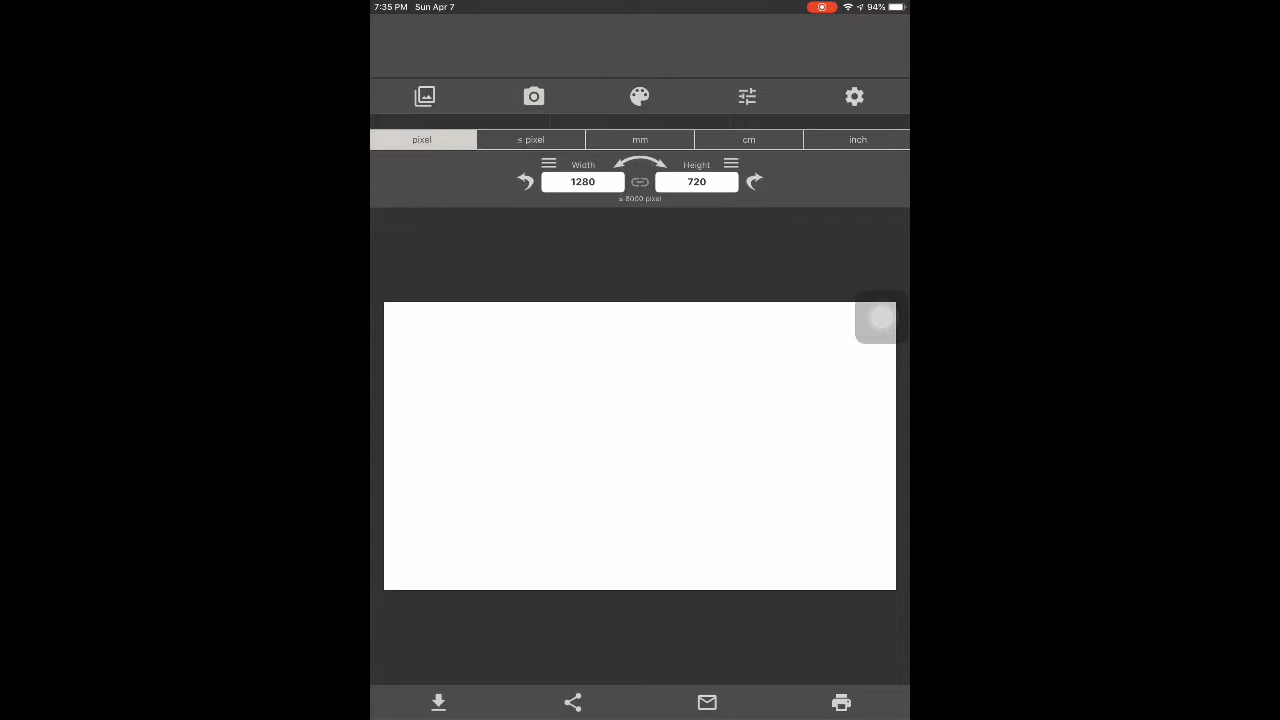 7:35 PM Sun Apr 7 94%
pixel ≤ pixel mm cm inch
Width Height
1280 720
≤ 8000 pixel